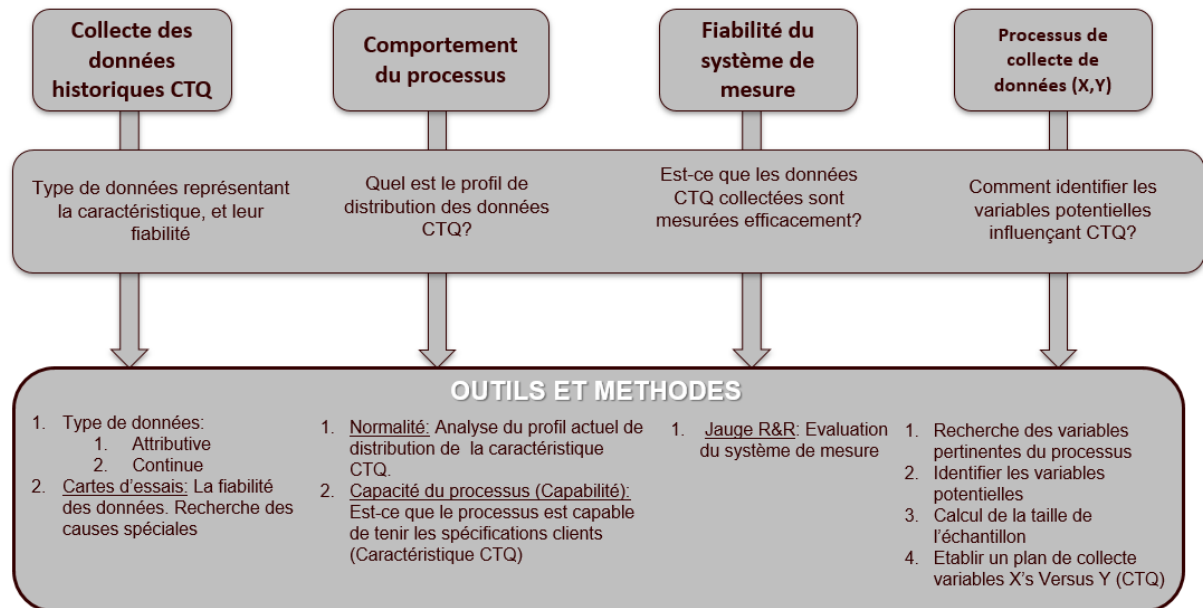 Collecte des
données
historiques CTQ
Comportement
du processus
Fiabilité du
système de
mesure
Processus de
collecte de
données (X,Y)
Type de données représentant
la caractéristique, et leur
fiabilité
Quel est le profil de
distribution des données
CTQ?
Est-ce que les données
CTQ collectées sont
mesurées efficacement?
Comment identifier les
variables potentielles
influençant CTQ?
OUTILS ET METHODES
1. Type de données:
1. Attributive
2. Continue
2. Cartes d'essais: La fiabilité
des données. Recherche des
causes spéciales
1. Normalité: Analyse du profil actuel de
distribution de la caractéristique
CTQ.
2. Capacité du processus (Capabilité):
Est-ce que le processus est capable
de tenir les spécifications clients
(Caractéristique CTQ)
1. Jauge R&R: Evaluation
du système de mesure
1. Recherche des variables
pertinentes du processus
2. Identifier les variables
potentielles
3. Calcul de la taille de
l'échantillon
4. Etablir un plan de collecte
variables X's Versus Y (CTQ)